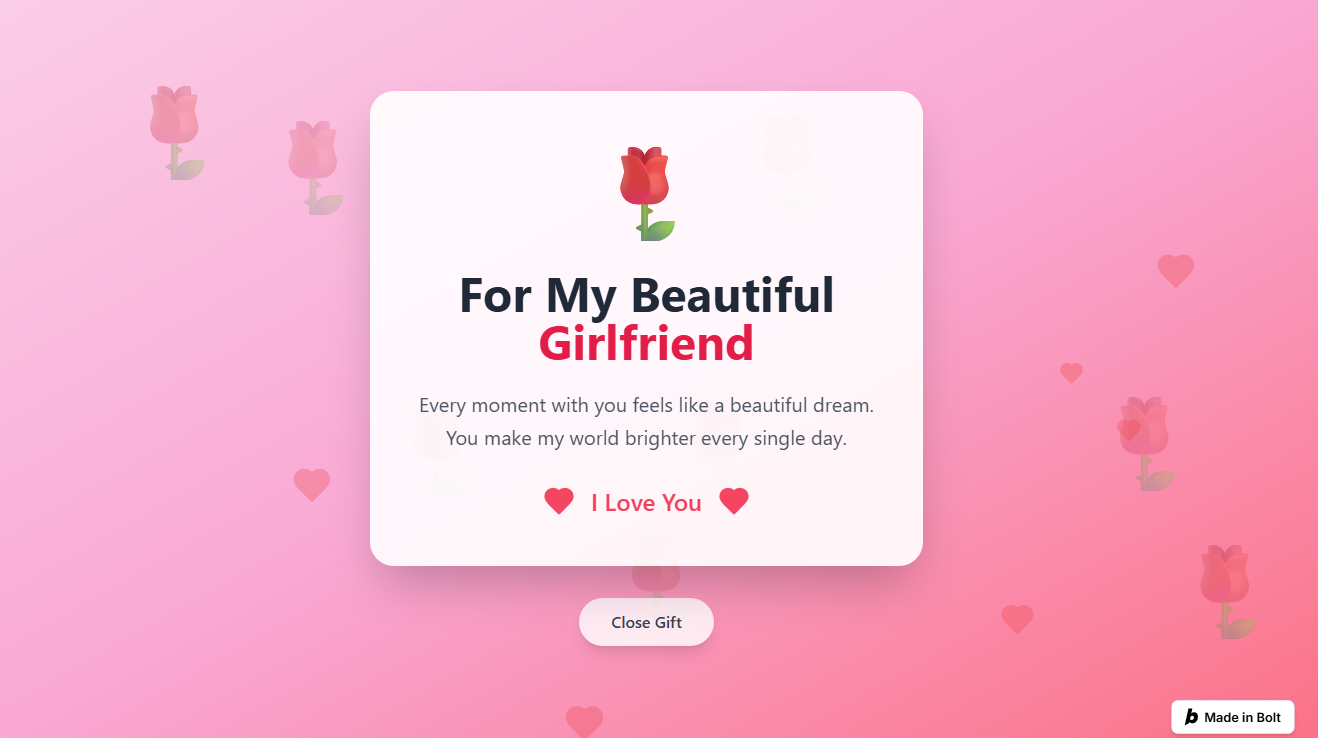 For My Beautiful
Girlfriend
Every moment with you feels like a beautiful dream.
You make my world brighter every single day.
I Love You
Close Gift
Made in Bolt